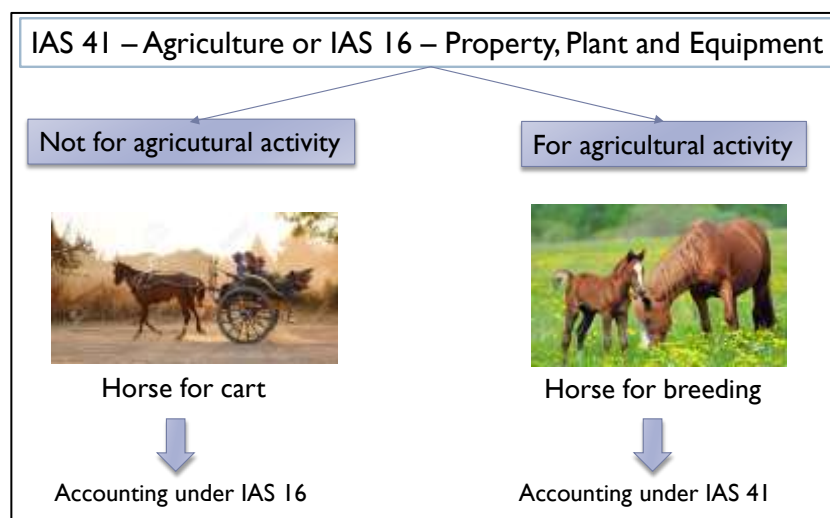 IAS 41 – Agriculture or IAS 16 – Property, Plant and Equipment
Not for agricutural activity
For agricultural activity
Horse for cart
Horse for breeding
Accounting under IAS 16
Accounting under IAS 41